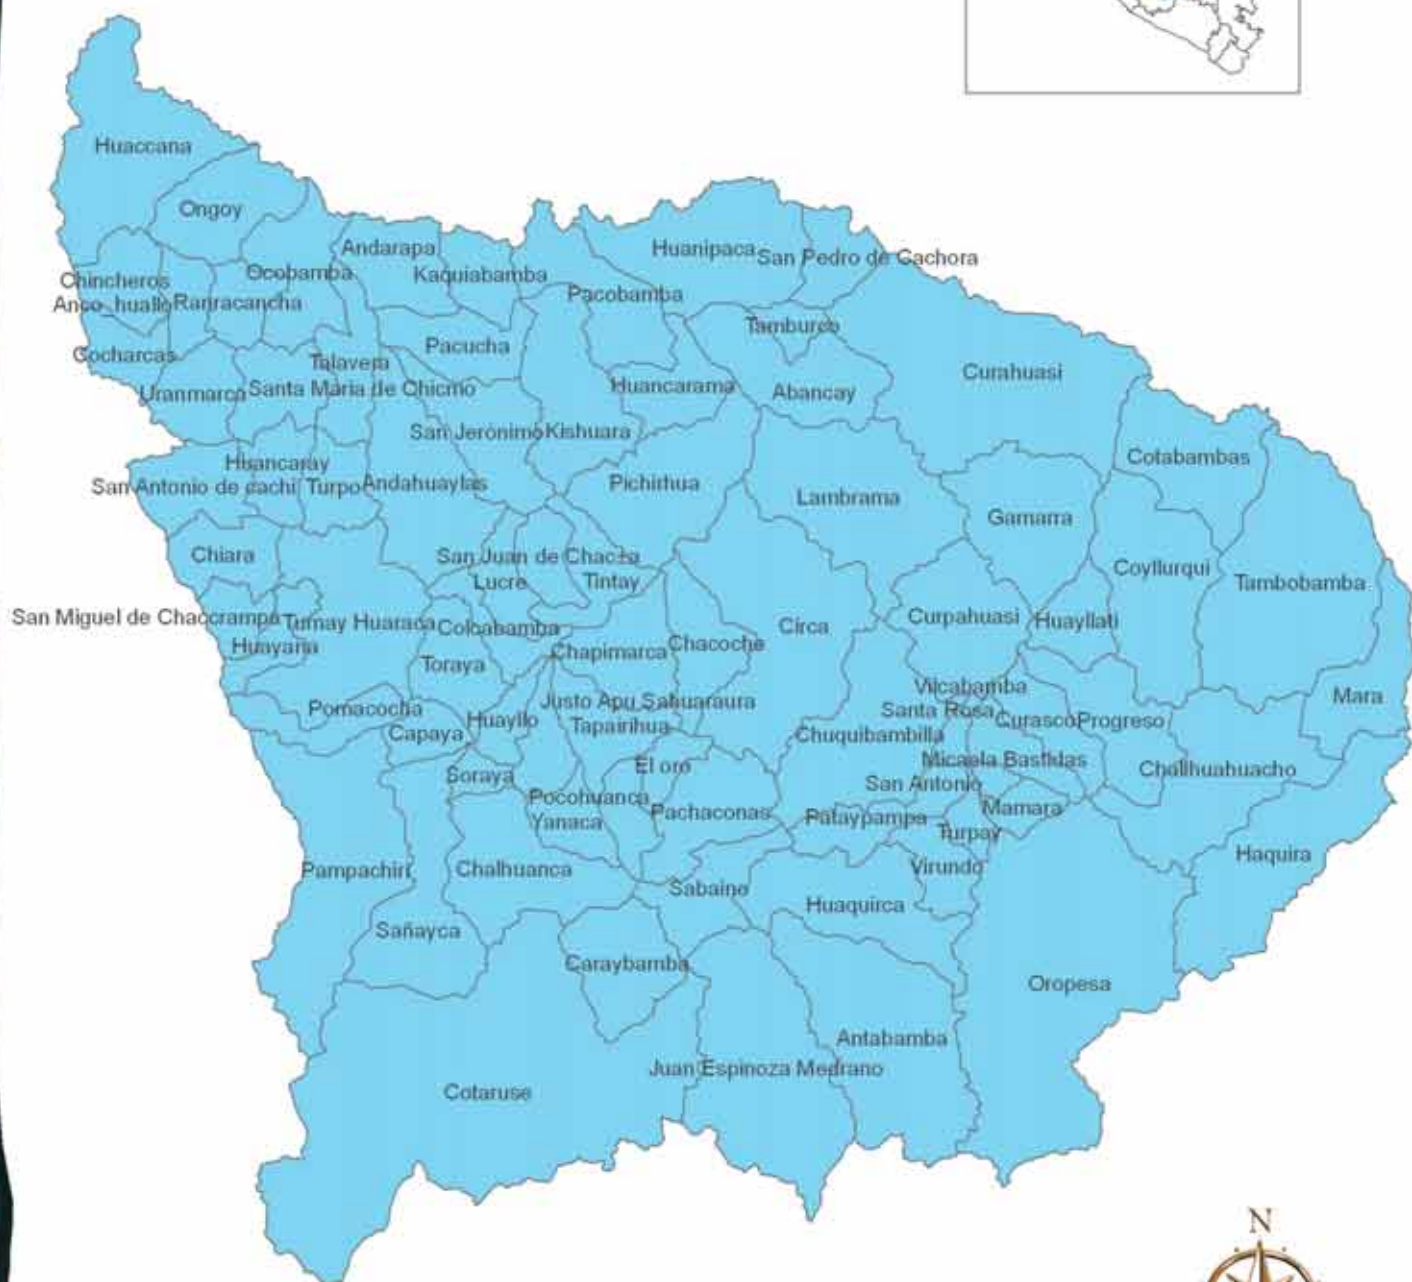 Huaccana
Ongoy
Andarapa
Huanipaca
San Pedro de Cachora
Chincheros
Ocobamba
Kaquiabamba
Anco_huallo
Ranracancha
Pacobamba
Tamburco
Cocharcas
Talavera
Pacucha
Uranmarca
Santa Maria de Chicmo
Huancarama
Abancay
Curahuasi
San Jerónimo
Kishuara
Huancaray
Cotabambas
San Antonio de cachi
Turpo
Andahuaylas
Pichirhua
Lambrama
Gamarra
Chiara
San Juan de Chacña
Coyllurqui
Lucre
Tintay
Tambobamba
San Miguel de Chaccrampa
Tumay Huaraca
Colcabamba
Circa
Curpahuasi
Huayllati
Huayana
Toraya
Chapimarca
Chacoche
Vilcabamba
Mara
Pomacocha
Huayllo
Justo Apu Sahuaraura
Santa Rosa
Curasco
Progreso
Capaya
Tapairihua
Chuquibambilla
Soraya
El oro
Micaela Bastidas
Challhuahuacho
San Antonio
Pocohuanca
Yanaca
Pachaconas
Pataypampa
Mamara
Turpay
Pampachiri
Chalhuanca
Sabaino
Virundo
Haquira
Huaquirca
Sañayca
Caraybamba
Oropesa
Antabamba
Juan Espinoza Medrano
Cotaruse
N